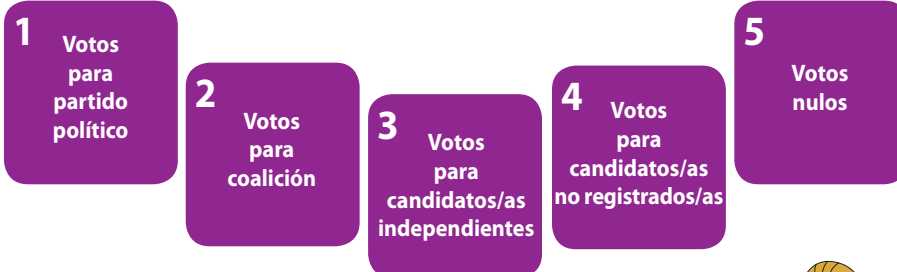 1
Votos
para
partido
político
2
Votos
para
coalición
3
Votos
para
candidatos/as
independientes
4
Votos
para
candidatos/as
no registrados/as
5
Votos
nulos